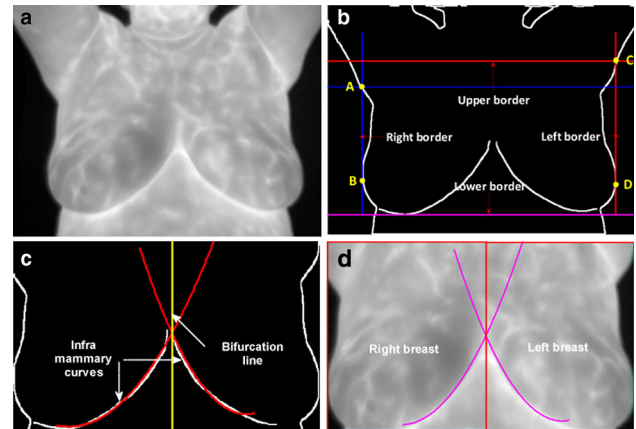 a
b
C
A
Upper border
Right border
Left border
B
D
Lower border
c
Infra
mammary
curves
Bifurcation
line
d
Right breast
Left breast